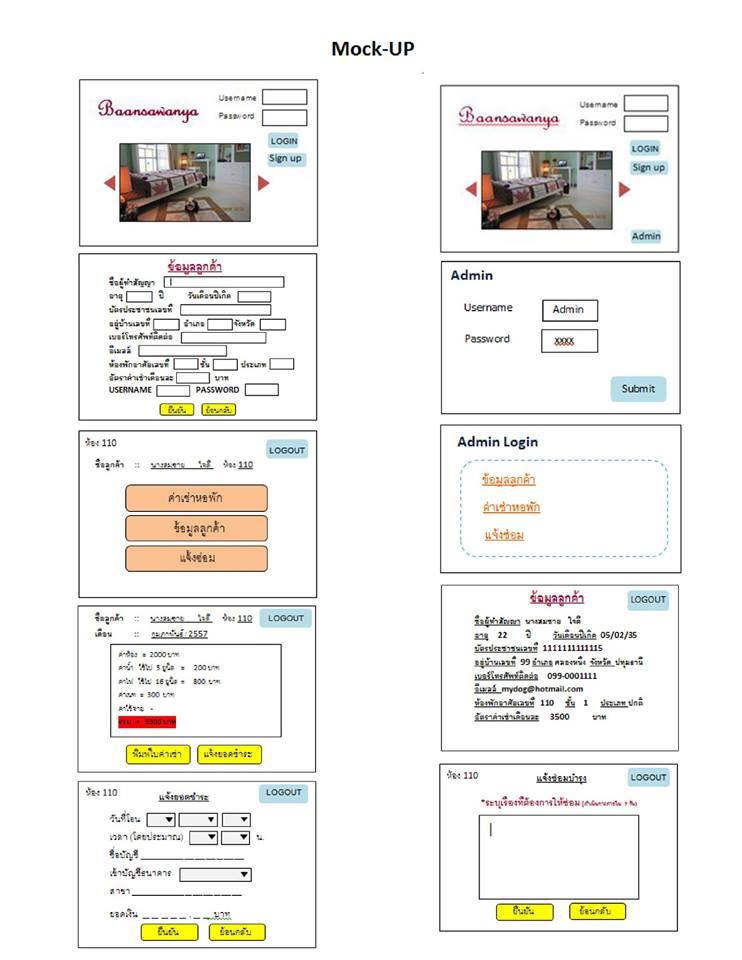 Mock-UP
Baansawanya
Username
Password
LOGIN
Sign up
ข้อมูลลูกค้า
ชื่อผู้ทำสัญญา
อายุ ปี วันเดือนปีเกิด
บัตรประชาชนเลขที่
อยู่บ้านเลขที่ อำเภอ จังหวัด
เบอร์โทรศัพท์ติดต่อ
อีเมลล์
ห้องพักอาศัยเลขที่ ชั้น ประเภท
อัตราค่าเช่าเดือนละ บาท
USERNAME PASSWORD
ยืนยัน ย้อนกลับ
ห้อง 110
LOGOUT
ชื่อลูกค้า :: นางสมชาย ใจดี ห้อง 110
ค่าเช่าหอพัก
ข้อมูลลูกค้า
แจ้งซ่อม
ชื่อลูกค้า :: นางสมชาย ใจดี ห้อง 110 LOGOUT
เดือน :: กุมภาพันธ์/2557
ค่าห้อง = 2000 บาท
ค่าน้ำ ใช้ไป 5 ยูนิต = 200 บาท
ค่าไฟ ใช้ไป 16 ยูนิต = 800 บาท
ค่าเนท = 300 บาท
ค่าใช้จ่าย -
รวม = 3300 บาท
พิมพ์ใบค่าเช่า แจ้งยอดชำระ
ห้อง 110 แจ้งยอดชำระ LOGOUT
วันที่โอน
เวลา (โดยประมาณ) น.
ชื่อบัญชี
เข้าบัญชีธนาคาร
สาขา
ยอดเงิน _ _ _ _ _ . _ _ บาท
ยืนยัน ย้อนกลับ
Baansawanya
Username
Password
LOGIN
Sign up
Admin
Admin
Username Admin
Password xxxx
Submit
Admin Login
ข้อมูลลูกค้า
ค่าเช่าหอพัก
แจ้งซ่อม
ข้อมูลลูกค้า LOGOUT
ชื่อผู้ทำสัญญา นางสมชาย ใจดี
อายุ 22 ปี วันเดือนปีเกิด 05/02/35
บัตรประชาชนเลขที่ 1111111111115
อยู่บ้านเลขที่ 99 อำเภอ คลองหนึ่ง จังหวัด ปทุมธานี
เบอร์โทรศัพท์ติดต่อ 099-0001111
อีเมลล์ mydog@hotmail.com
ห้องพักอาศัยเลขที่ 110 ชั้น 1 ประเภท ปกติ
อัตราค่าเช่าเดือนละ 3500 บาท
ห้อง 110 แจ้งซ่อมบำรุง LOGOUT
*ระบุเรื่องที่ต้องการให้ซ่อม (ดำเนินการภายใน 7 วัน)
ยืนยัน ย้อนกลับ